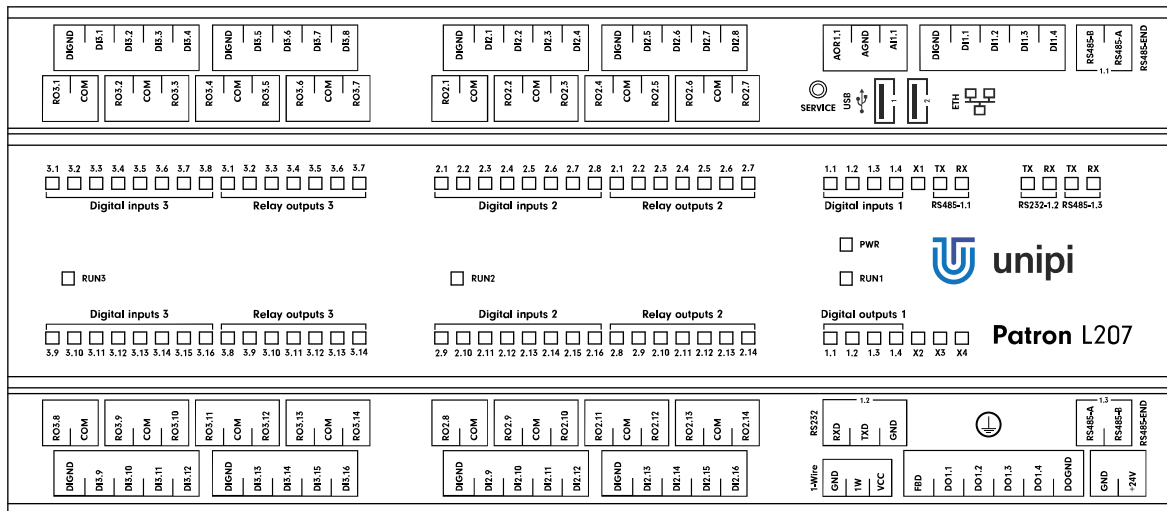 DIGND DI3.1 DI3.2 DI3.3 DI3.4 DIGND DI3.5 DI3.6 DI3.7 DI3.8 DIGND DI2.1 DI2.2 DI2.3 DI2.4 DIGND DI2.5 DI2.6 DI2.7 DI2.8 AOR1.1 AGND AI1.1 DIGND DI1.1 DI1.2 DI1.3 DI1.4 RS485-B RS485-A RS485-END
1.1
RO3.1 COM RO3.2 COM RO3.3 RO3.4 COM RO3.5 RO3.6 COM RO3.7 RO2.1 COM RO2.2 COM RO2.3 RO2.4 COM RO2.5 RO2.6 COM RO2.7 SERVICE USB 1 2 ETH
3.1 3.2 3.3 3.4 3.5 3.6 3.7 3.8 3.1 3.2 3.3 3.4 3.5 3.6 3.7 2.1 2.2 2.3 2.4 2.5 2.6 2.7 2.8 2.1 2.2 2.3 2.4 2.5 2.6 2.7 1.1 1.2 1.3 1.4 X1 TX RX TX RX TX RX
Digital inputs 3 Relay outputs 3 Digital inputs 2 Relay outputs 2 Digital inputs 1 RS485-1.1 RS232-1.2 RS485-1.3
PWR
unipi
RUN3 RUN2 RUN1
Digital inputs 3 Relay outputs 3 Digital inputs 2 Relay outputs 2 Digital outputs 1
Patron L207
3.9 3.10 3.11 3.12 3.13 3.14 3.15 3.16 3.8 3.9 3.10 3.11 3.12 3.13 3.14 2.9 2.10 2.11 2.12 2.13 2.14 2.15 2.16 2.8 2.9 2.10 2.11 2.12 2.13 2.14 1.1 1.2 1.3 1.4 X2 X3 X4
1.2 1.3
RO3.8 COM RO3.9 COM RO3.10 RO3.11 COM RO3.12 RO3.13 COM RO3.14 RO2.8 COM RO2.9 COM RO2.10 RO2.11 COM RO2.12 RO2.13 COM RO2.14 RS232 RXD TXD GND RS485-A RS485-B RS485-END
DIGND DI3.9 DI3.10 DI3.11 DI3.12 DIGND DI3.13 DI3.14 DI3.15 DI3.16 DIGND DI2.9 DI2.10 DI2.11 DI2.12 DIGND DI2.13 DI2.14 DI2.15 DI2.16 1-Wire GND 1W VCC FBD DO1.1 DO1.2 DO1.3 DO1.4 DOGND GND +24V